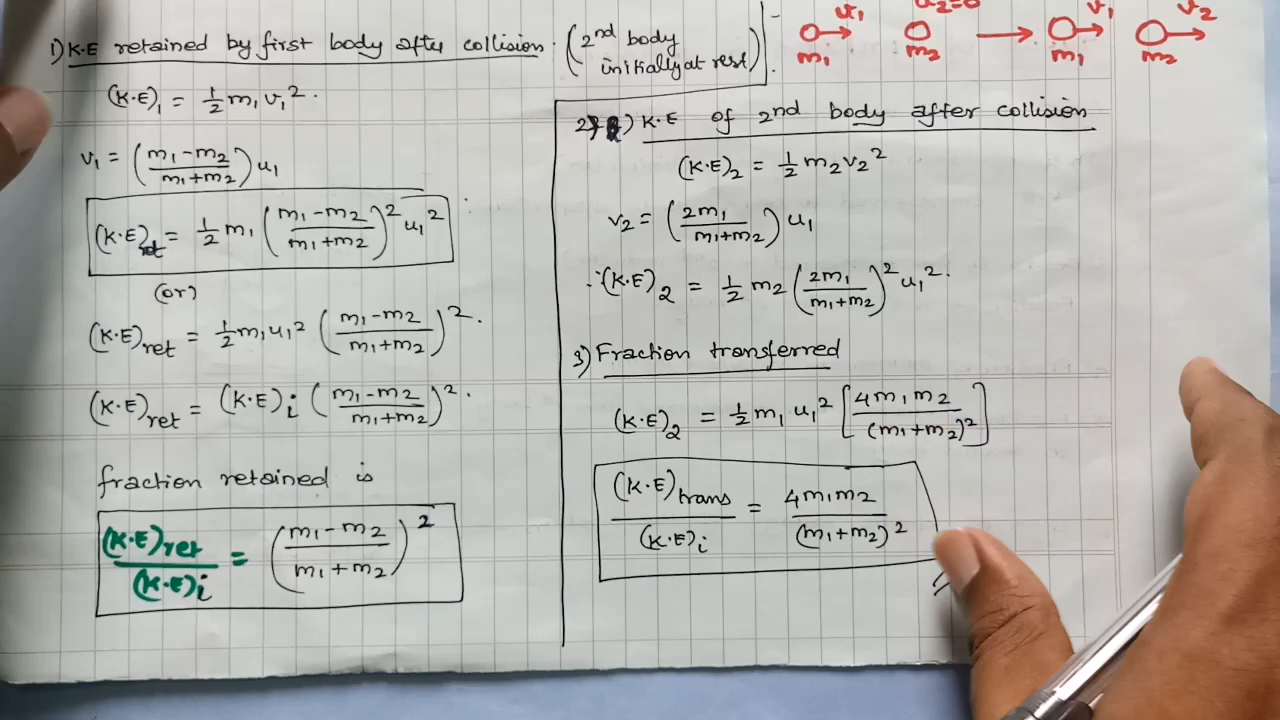 1) K.E retained by first body after collision. (2nd body initially at rest)
(K.E)₁ = ½ m₁ v₁².
v₁ = ((m₁-m₂)/(m₁+m₂)) u₁
(K.E)ret = ½ m₁ ((m₁-m₂)/(m₁+m₂))² u₁²
(or)
(K.E)ret = ½ m₁u₁² ((m₁-m₂)/(m₁+m₂))².
(K.E)ret = (K.E)i ((m₁-m₂)/(m₁+m₂))².
fraction retained is
(K.E)ret/(K.E)i = ((m₁-m₂)/(m₁+m₂))²
u₁ u₂=0 v₁ v₂
m₁ m₂ → m₁ m₂
2) K.E of 2nd body after collision
(K.E)₂ = ½ m₂v₂²
v₂ = (2m₁/(m₁+m₂)) u₁
∴(K.E)₂ = ½ m₂ (2m₁/(m₁+m₂))² u₁².
3) Fraction transferred
(K.E)₂ = ½ m₁ u₁² [4m₁m₂/(m₁+m₂)²]
(K.E)trans/(K.E)i = 4m₁m₂/(m₁+m₂)²